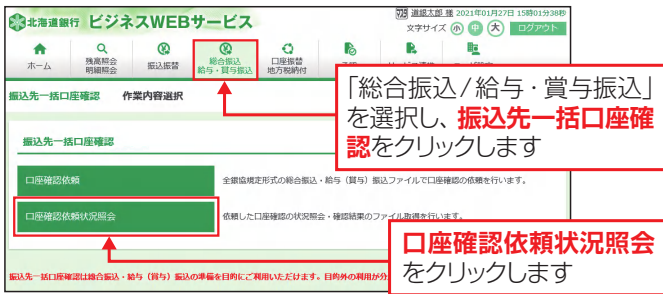 北海道銀行 ビジネスWEBサービス
道銀太郎 様 2021年01月27日 15時01分38秒
文字サイズ 小 中 大 ログアウト
ホーム 残高照会 明細照会 振込振替 総合振込 給与・賞与振込 口座振替 地方税納付
振込先一括口座確認 作業内容選択
「総合振込/給与・賞与振込」
を選択し、振込先一括口座確
認をクリックします
振込先一括口座確認
口座確認依頼 全銀協規定形式の総合振込・給与（賞与）振込ファイルで口座確認の依頼を行います。
口座確認依頼状況照会 依頼した口座確認の状況照会・確認結果のファイル取得を行います。
口座確認依頼状況照会
をクリックします
振込先一括口座確認は総合振込・給与（賞与）振込の準備を目的にご利用いただけます。目的外の利用が分